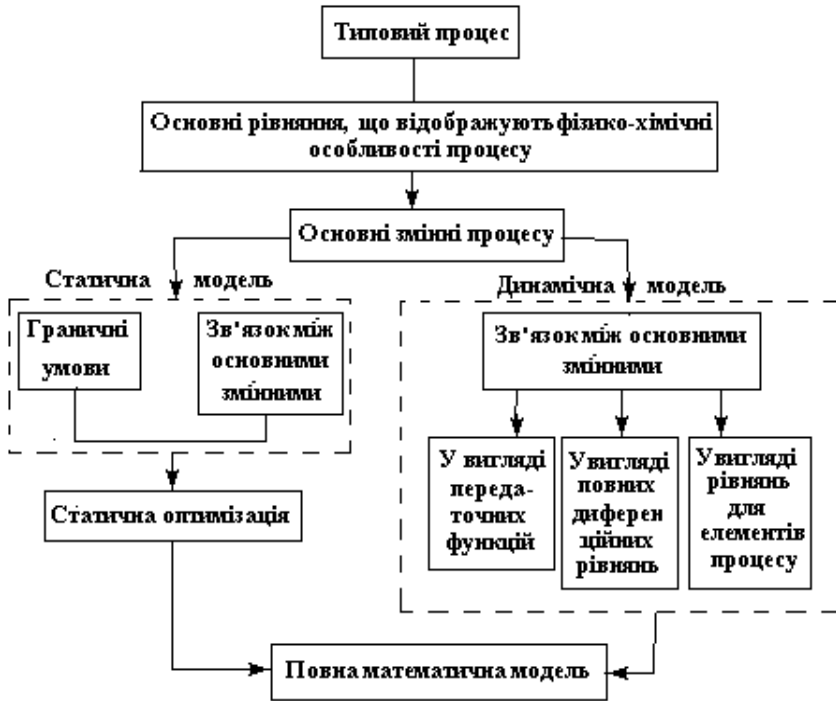 Типовий процес
Основні рівняння, що відображують фізико-хімічні
особливості процесу
Основні змінні процесу
Статична модель
Динамічна модель
Граничні
умови
Зв'язок між
основними
змінними
Зв'язок між основними
змінними
У вигляді
переда-
точних
функцій
У вигляді
повних
диферен
ційних
рівнянь
У вигляді
рівнянь
для
елементів
процесу
Статична оптимізація
Повна математична модель